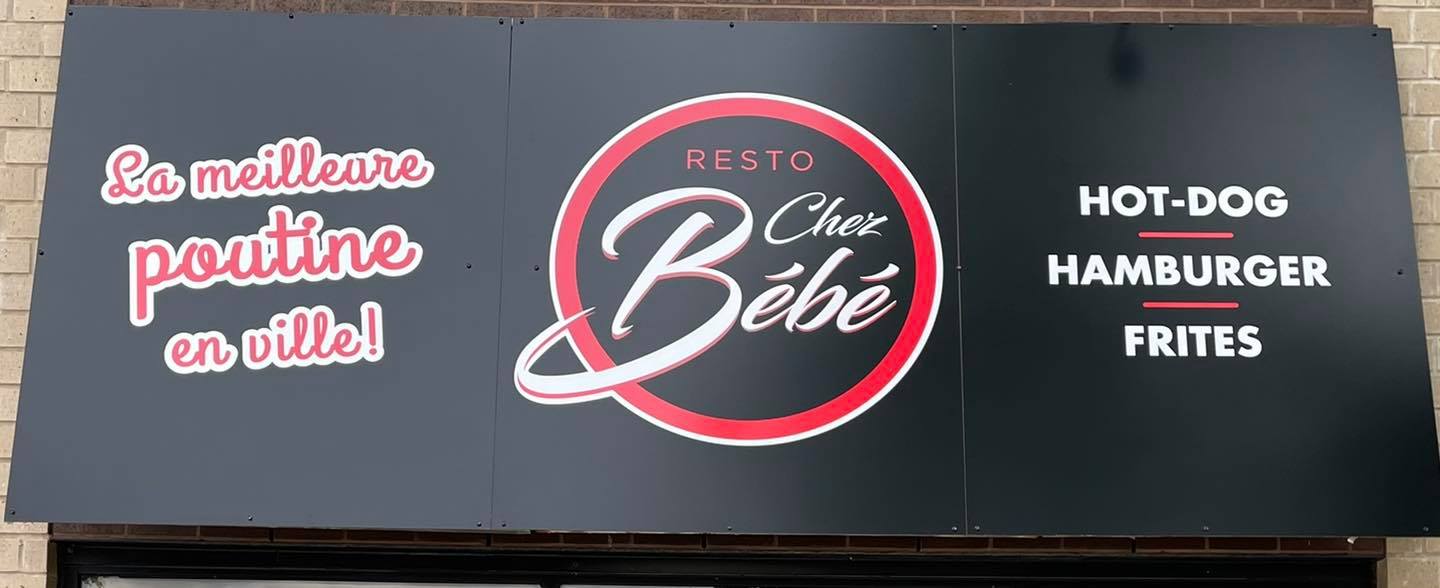 La meilleure
poutine
en ville!
RESTO
Chez
Bébé
HOT-DOG
HAMBURGER
FRITES